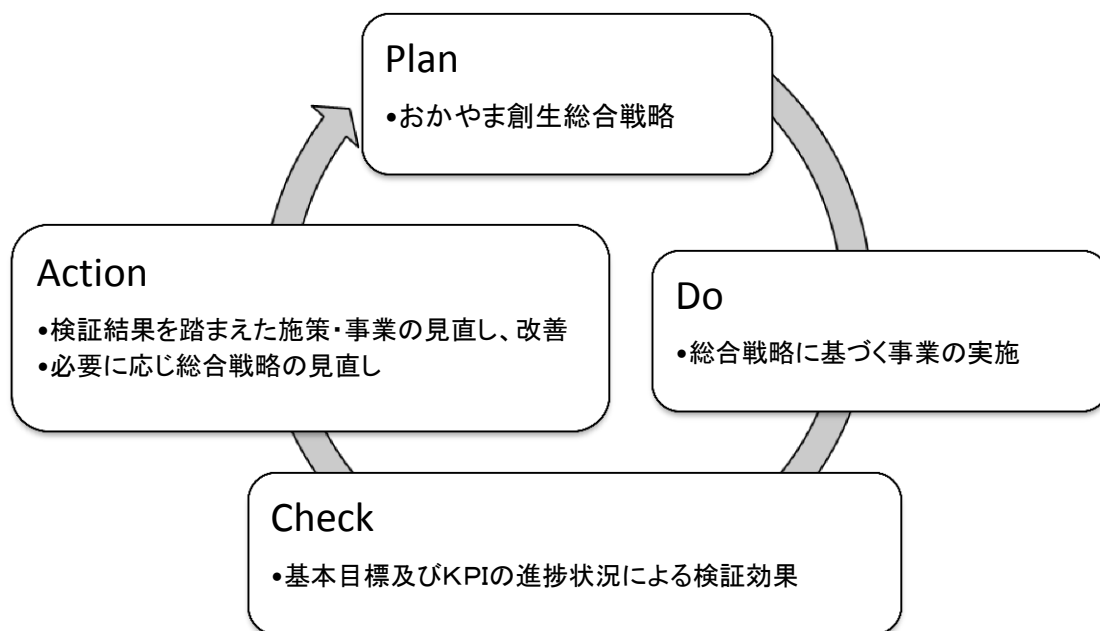 Plan
•おかやま創生総合戦略
Do
•総合戦略に基づく事業の実施
Check
•基本目標及びKPIの進捗状況による検証効果
Action
•検証結果を踏まえた施策・事業の見直し、改善
•必要に応じ総合戦略の見直し